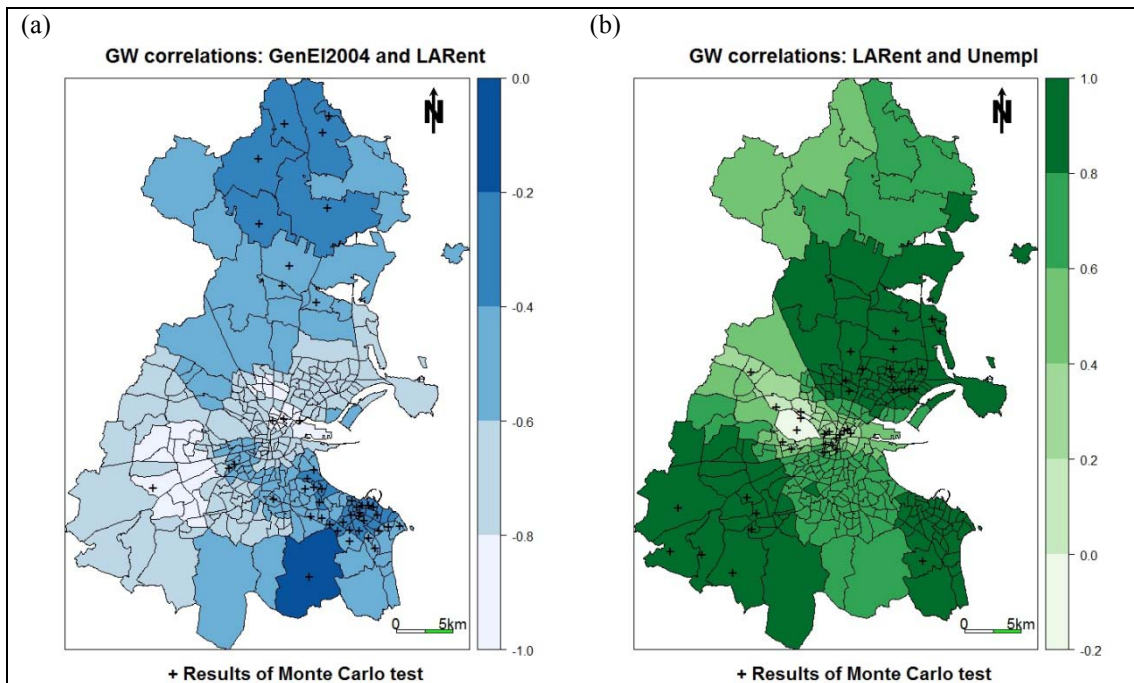 (a)
GW correlations: GenEl2004 and LARent
N
0.0
-0.2
-0.4
-0.6
-0.8
-1.0
0 5km
+ Results of Monte Carlo test
(b)
GW correlations: LARent and Unempl
N
1.0
0.8
0.6
0.4
0.2
0.0
-0.2
0 5km
+ Results of Monte Carlo test